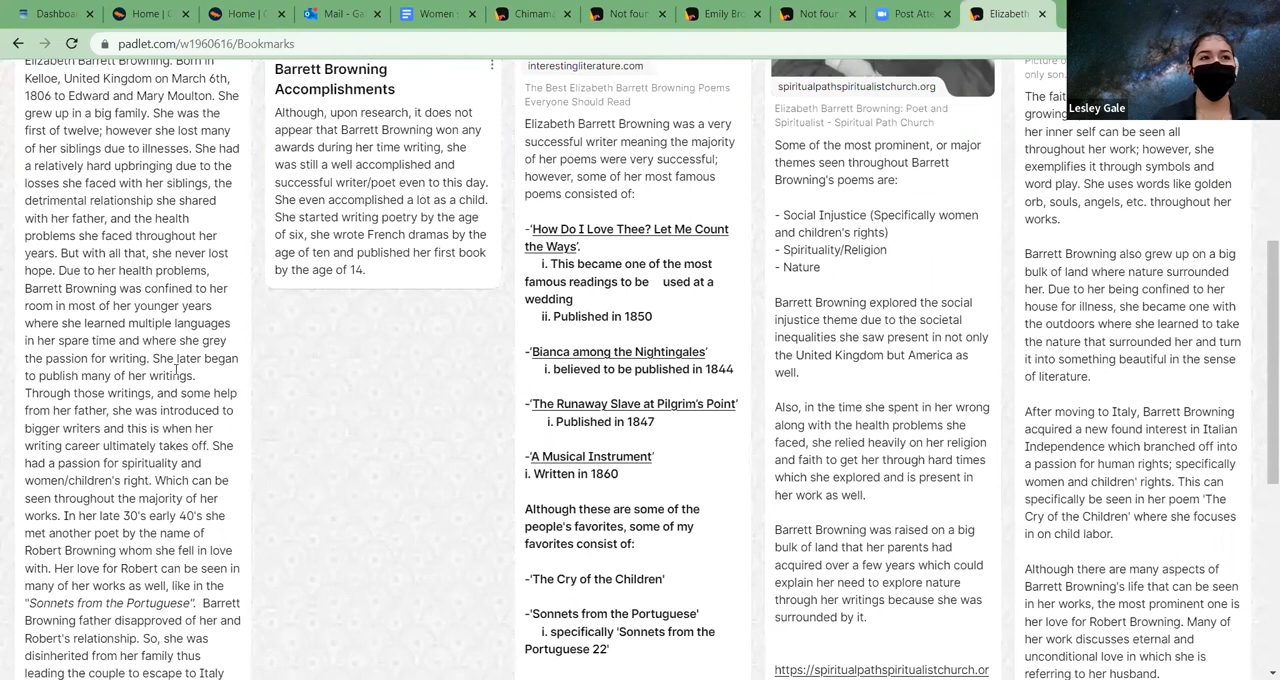 Dashboa
Home | (
Home | (
Mail - Ga
Women
Chimama
Not foun
Emily Br
Not foun
Post Atte
Elizabeth
padlet.com/w1960616/Bookmarks
Lesley Gale
Elizabeth Barrett Browning. Born in
Kelloe, United Kingdom on March 6th,
1806 to Edward and Mary Moulton. She
grew up in a big family. She was the
first of twelve; however she lost many
of her siblings due to illnesses. She had
a relatively hard upbringing due to the
losses she faced with her siblings, the
detrimental relationship she shared
with her father, and the health
problems she faced throughout her
years. But with all that, she never lost
hope. Due to her health problems,
Barrett Browning was confined to her
room in most of her younger years
where she learned multiple languages
in her spare time and where she grey
the passion for writing. She later began
to publish many of her writings.
Through those writings, and some help
from her father, she was introduced to
bigger writers and this is when her
writing career ultimately takes off. She
had a passion for spirituality and
women/children's right. Which can be
seen throughout the majority of her
works. In her late 30's early 40's she
met another poet by the name of
Robert Browning whom she fell in love
with. Her love for Robert can be seen in
many of her works as well, like in the
"Sonnets from the Portuguese". Barrett
Browning father disapproved of her and
Robert's relationship. So, she was
disinherited from her family thus
leading the couple to escape to Italy
Barrett Browning
Accomplishments
Although, upon research, it does not
appear that Barrett Browning won any
awards during her time writing, she
was still a well accomplished and
successful writer/poet even to this day.
She even accomplished a lot as a child.
She started writing poetry by the age
of six, she wrote French dramas by the
age of ten and published her first book
by the age of 14.
interestingliterature.com
The Best Elizabeth Barrett Browning Poems
Everyone Should Read
Elizabeth Barrett Browning was a very
successful writer meaning the majority
of her poems were very successful;
however, some of her most famous
poems consisted of:
-'How Do I Love Thee? Let Me Count
the Ways'.
i. This became one of the most
famous readings to be used at a
wedding
ii. Published in 1850
-'Bianca among the Nightingales'
i. believed to be published in 1844
-'The Runaway Slave at Pilgrim's Point'
i. Published in 1847
-'A Musical Instrument'
i. Written in 1860
Although these are some of the
people's favorites, some of my
favorites consist of:
-'The Cry of the Children'
-'Sonnets from the Portuguese'
i. specifically 'Sonnets from the
Portuguese 22'
spiritualpathspiritualistchurch.org
Elizabeth Barrett Browning: Poet and
Spiritualist - Spiritual Path Church
Some of the most prominent, or major
themes seen throughout Barrett
Browning's poems are:
- Social Injustice (Specifically women
and children's rights)
- Spirituality/Religion
- Nature
Barrett Browning explored the social
injustice theme due to the societal
inequalities she saw present in not only
the United Kingdom but America as
well.
Also, in the time she spent in her wrong
along with the health problems she
faced, she relied heavily on her religion
and faith to get her through hard times
which she explored and is present in
her work as well.
Barrett Browning was raised on a big
bulk of land that her parents had
acquired over a few years which could
explain her need to explore nature
through her writings because she was
surrounded by it.
https://spiritualpathspiritualistchurch.or
Picture o
only son.
The fait
growing
her inner self can be seen all
throughout her work; however, she
exemplifies it through symbols and
word play. She uses words like golden
orb, souls, angels, etc. throughout her
works.
Barrett Browning also grew up on a big
bulk of land where nature surrounded
her. Due to her being confined to her
house for illness, she became one with
the outdoors where she learned to take
the nature that surrounded her and turn
it into something beautiful in the sense
of literature.
After moving to Italy, Barrett Browning
acquired a new found interest in Italian
Independence which branched off into
a passion for human rights; specifically
women and children' rights. This can
specifically be seen in her poem 'The
Cry of the Children' where she focuses
in on child labor.
Although there are many aspects of
Barrett Browning's life that can be seen
in her works, the most prominent one is
her love for Robert Browning. Many of
her work discusses eternal and
unconditional love in which she is
referring to her husband.